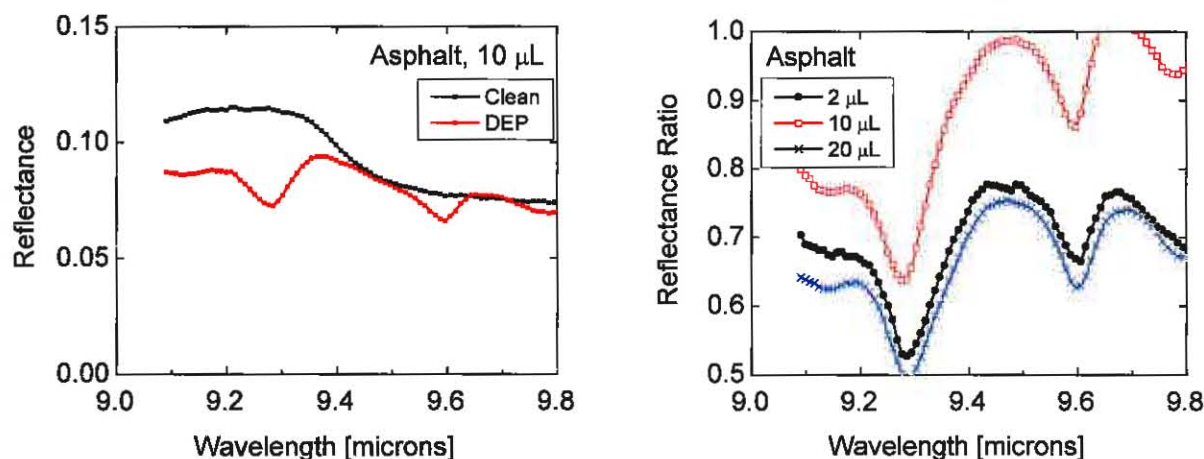 Asphalt, 10 μL
Clean
DEP
0.15
0.10
0.05
0.00
Reflectance
9.0
9.2
9.4
9.6
9.8
Wavelength [microns]
Asphalt
2 μL
10 μL
20 μL
1.0
0.9
0.8
0.7
0.6
0.5
Reflectance Ratio
9.0
9.2
9.4
9.6
9.8
Wavelength [microns]